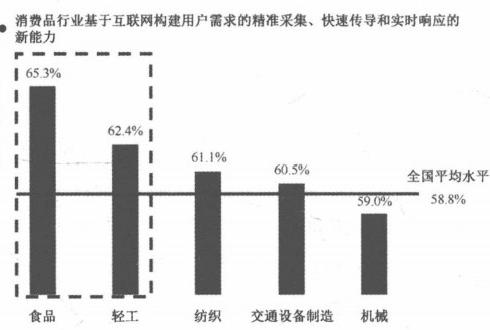 消费品行业基于互联网构建用户需求的精准采集、快速传导和实时响应的
新能力
65.3%
62.4%
61.1%
60.5%
全国平均水平
59.0%
58.8%
食品
轻工
纺织
交通设备制造
机械